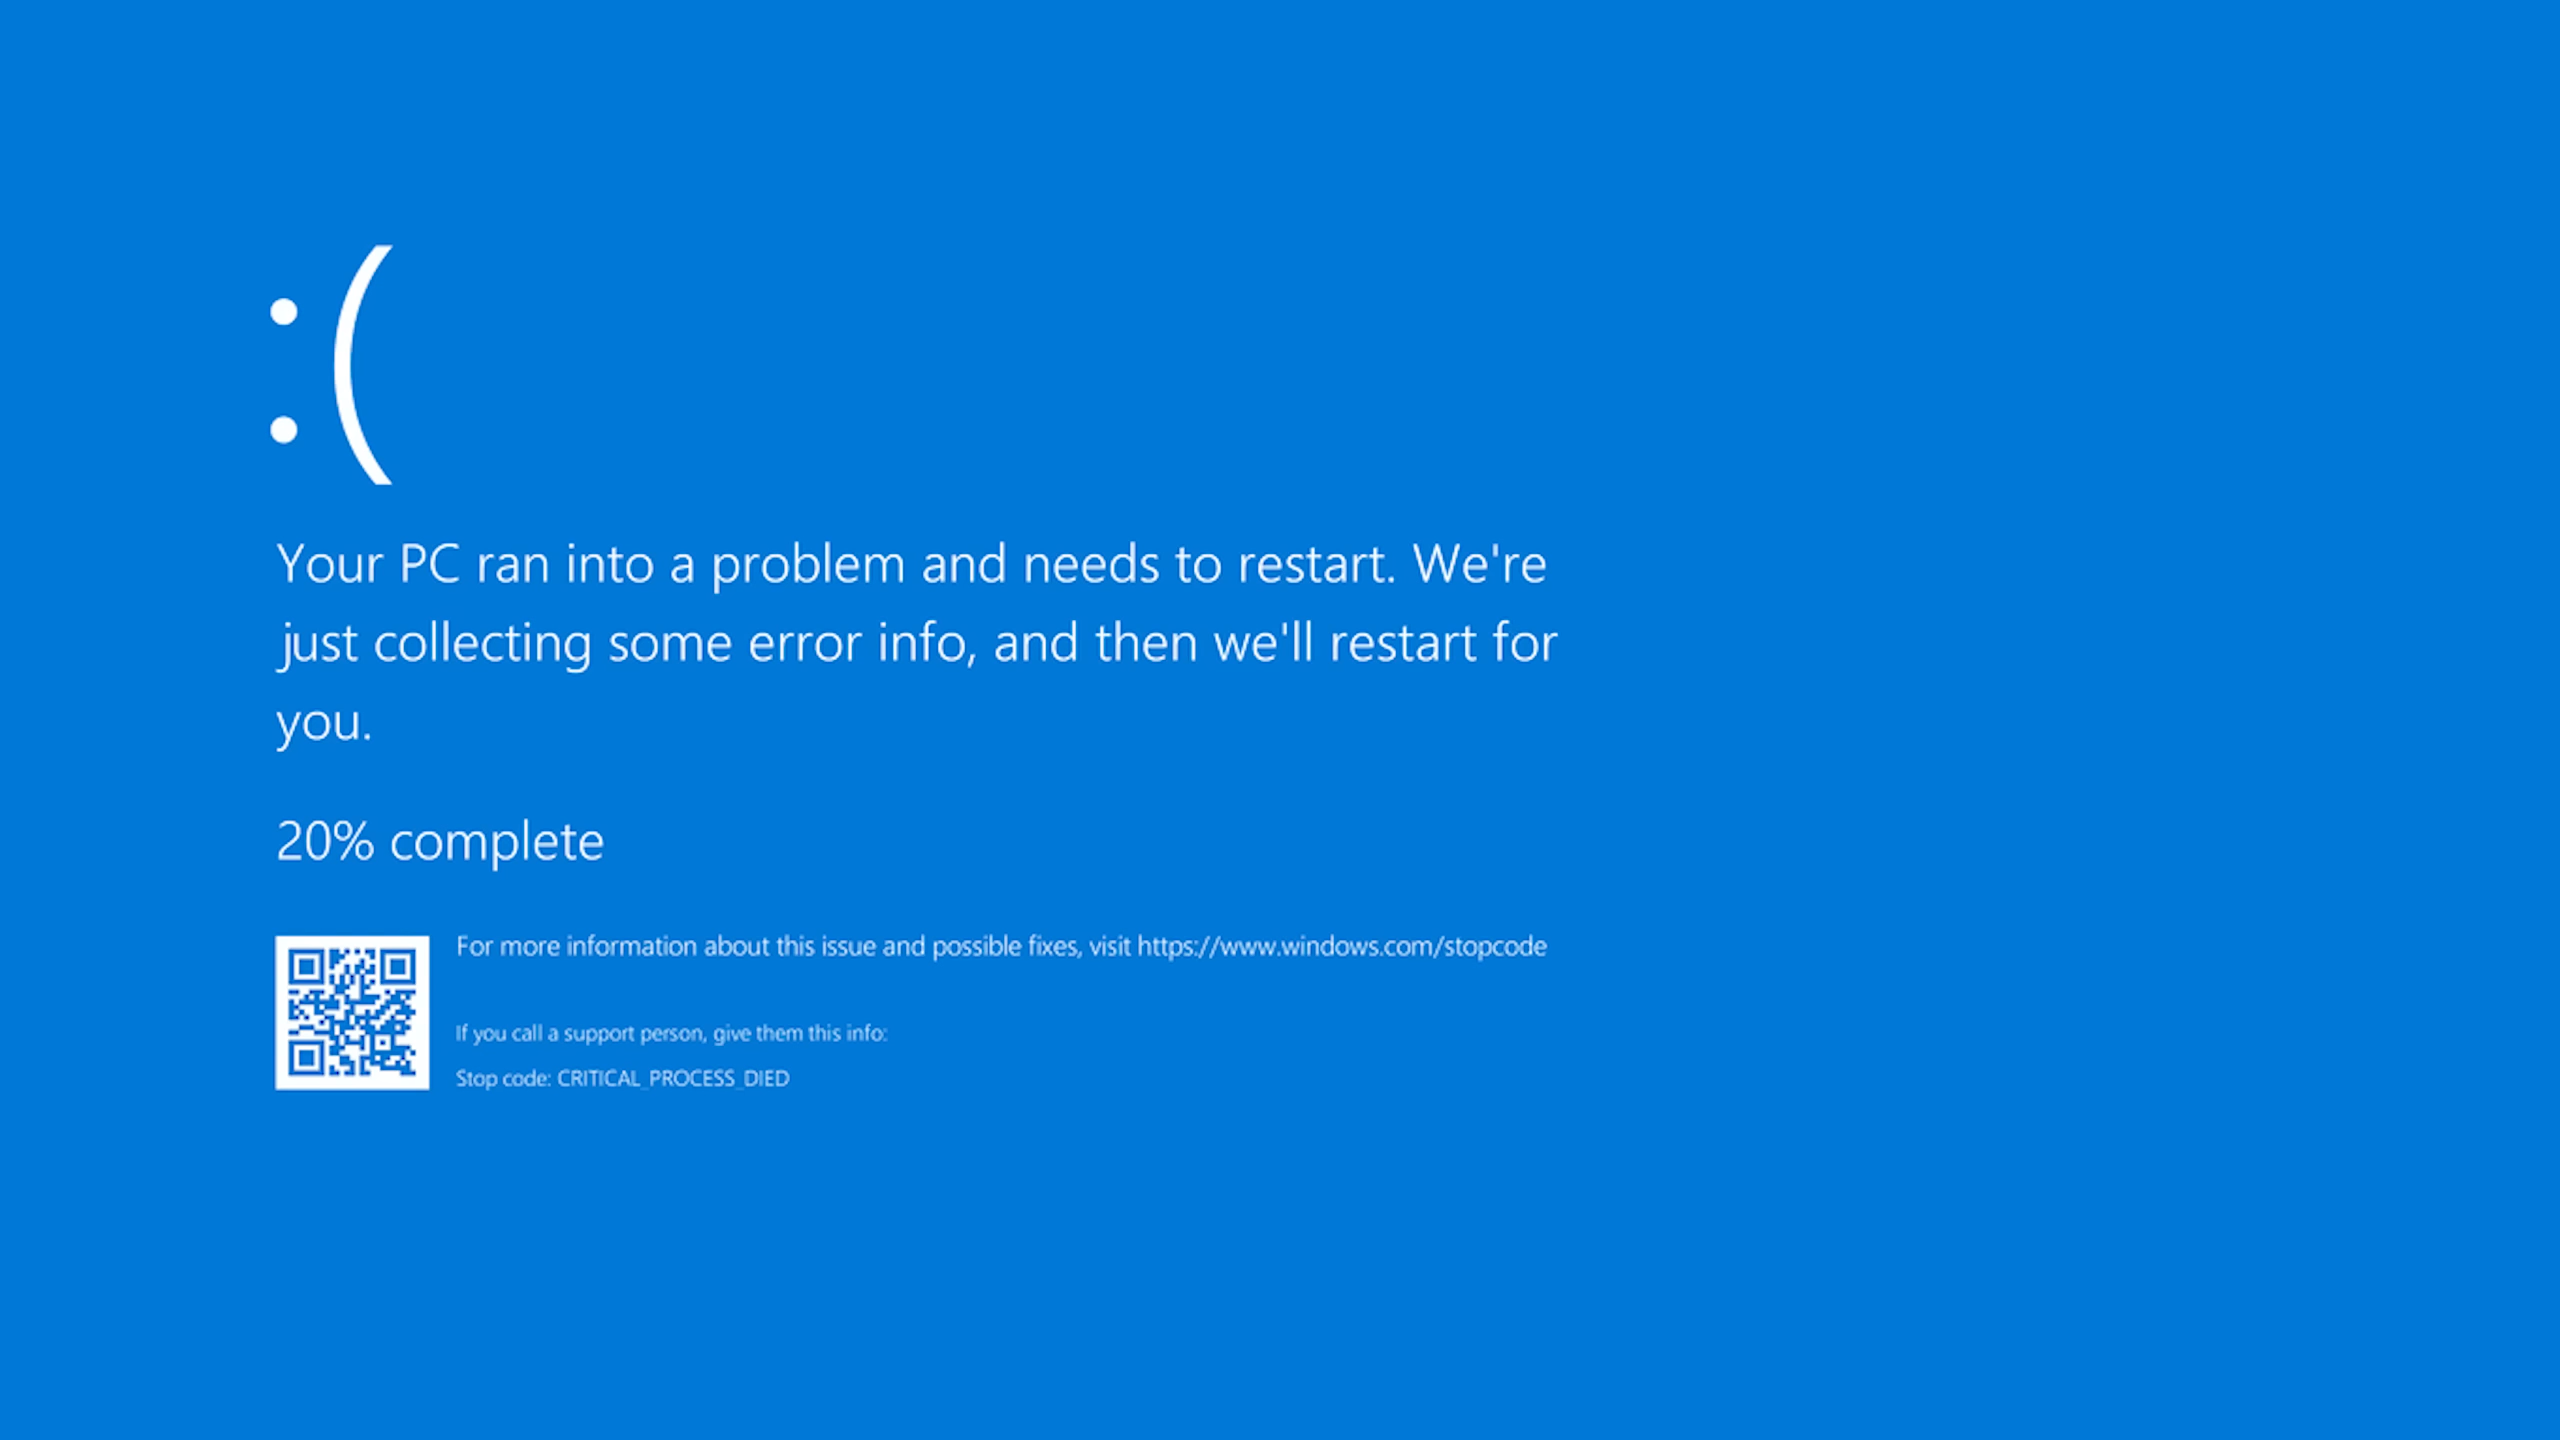 :(
Your PC ran into a problem and needs to restart. We're
just collecting some error info, and then we'll restart for
you.
20% complete
For more information about this issue and possible fixes, visit https://www.windows.com/stopcode
If you call a support person, give them this info:
Stop code: CRITICAL_PROCESS_DIED